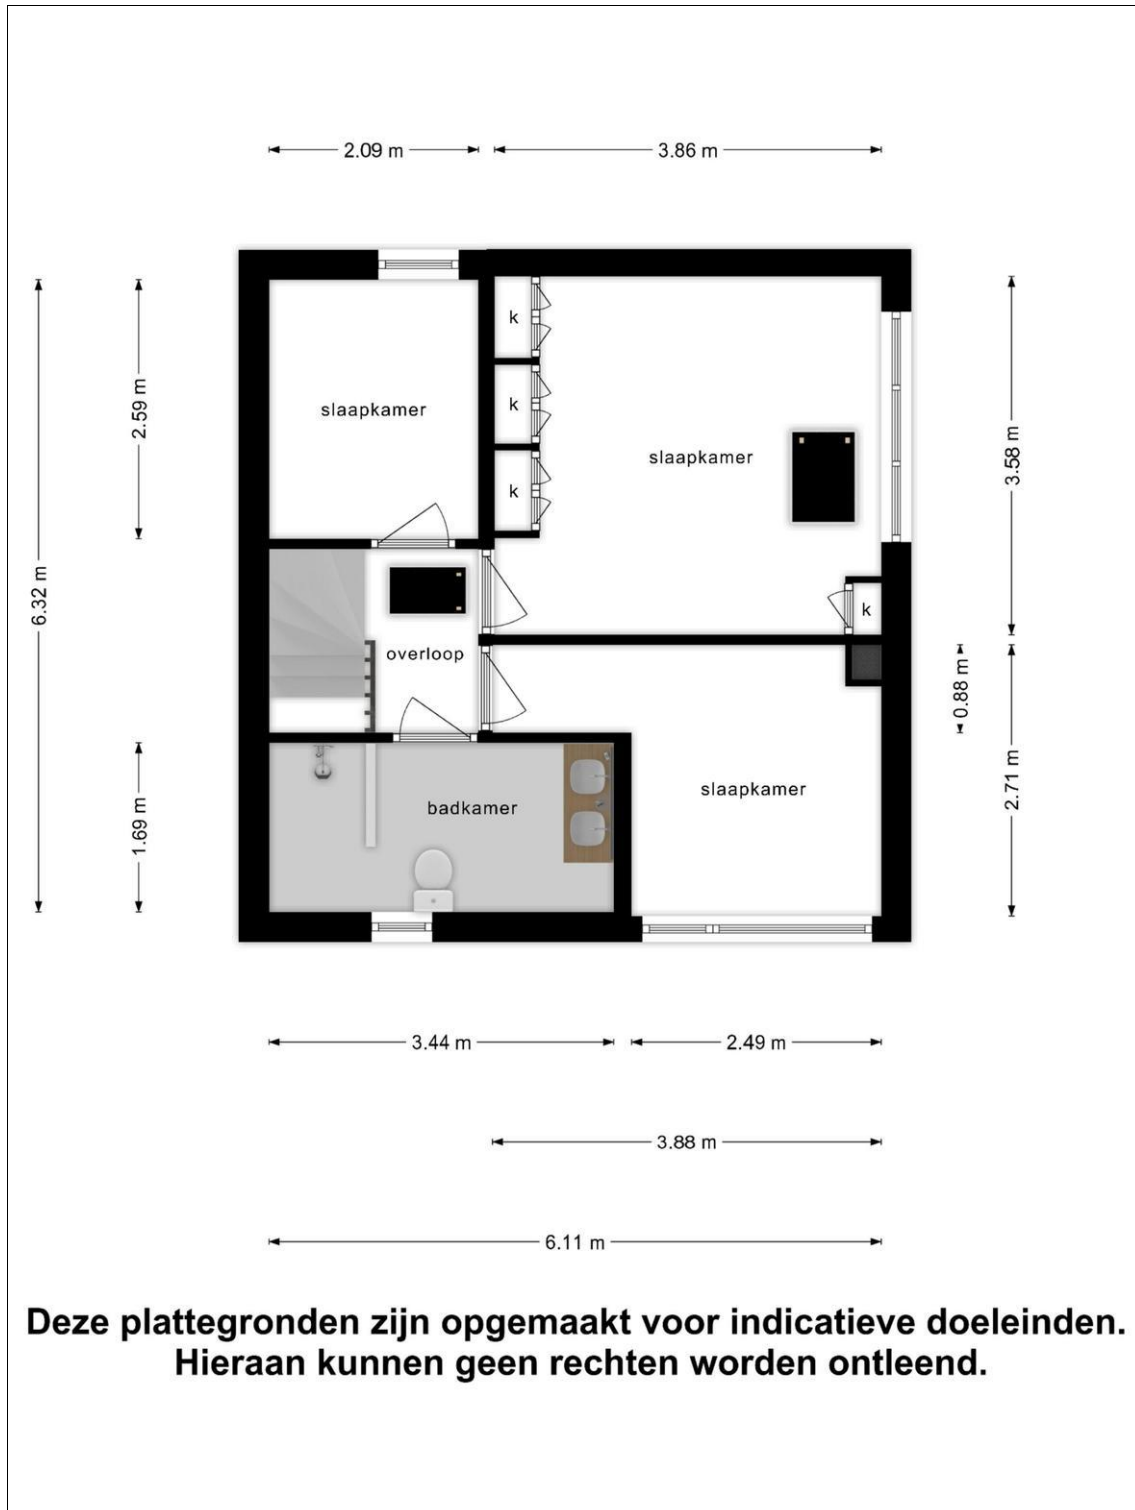 2.09 m
3.86 m
k
k
k
slaapkamer
slaapkamer
2.59 m
3.58 m
6.32 m
k
overloop
0.88 m
slaapkamer
badkamer
1.69 m
2.71 m
3.44 m
2.49 m
3.88 m
6.11 m
Deze plattegronden zijn opgemaakt voor indicatieve doeleinden.
Hieraan kunnen geen rechten worden ontleend.